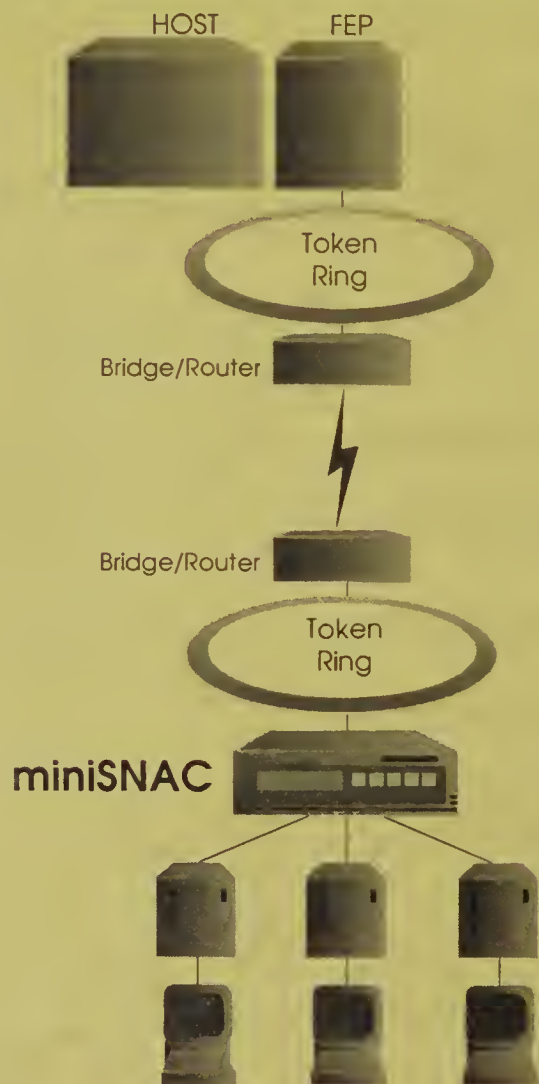 HOST FEP
Token
Ring
Bridge/Router
Bridge/Router
Token
Ring
miniSNAC